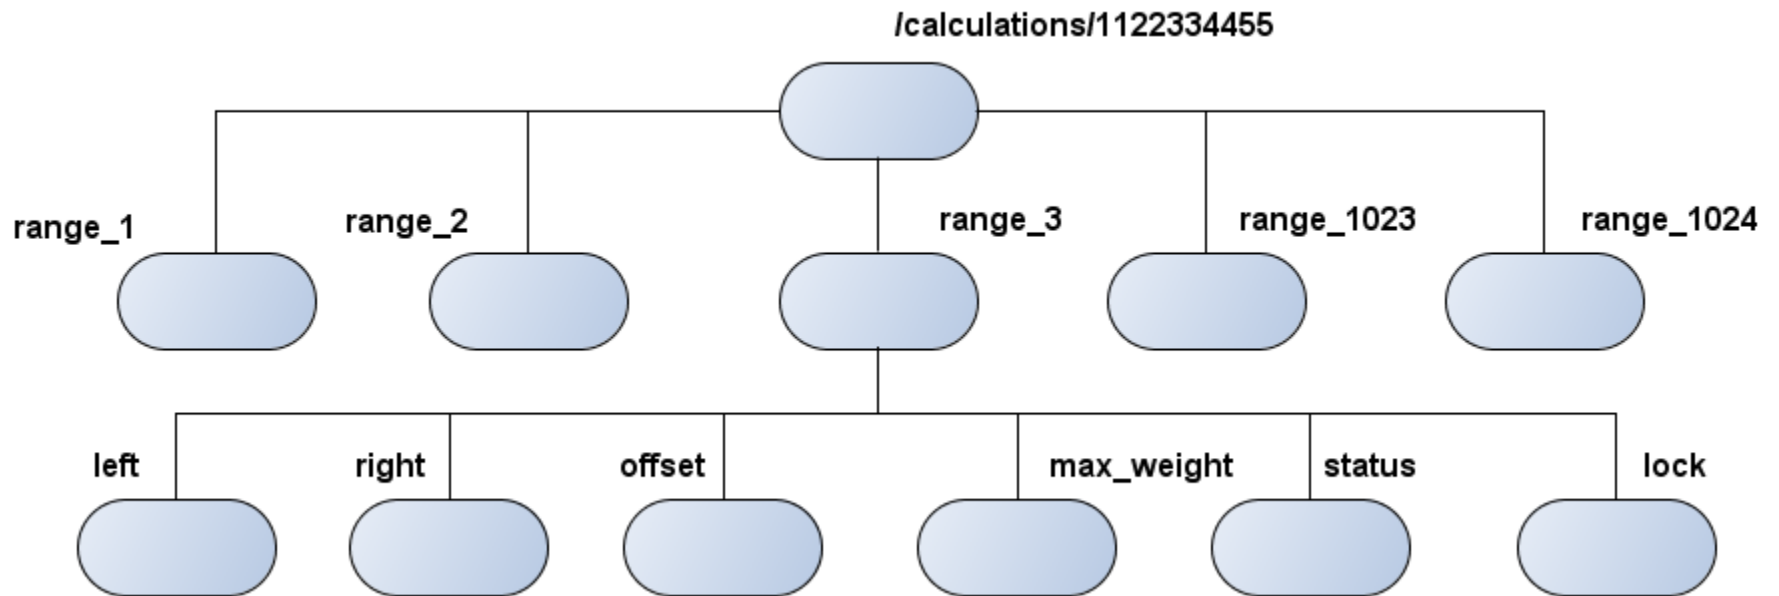 /calculations/1122334455
range_1
range_2
range_3
range_1023
range_1024
left
right
offset
max_weight
status
lock